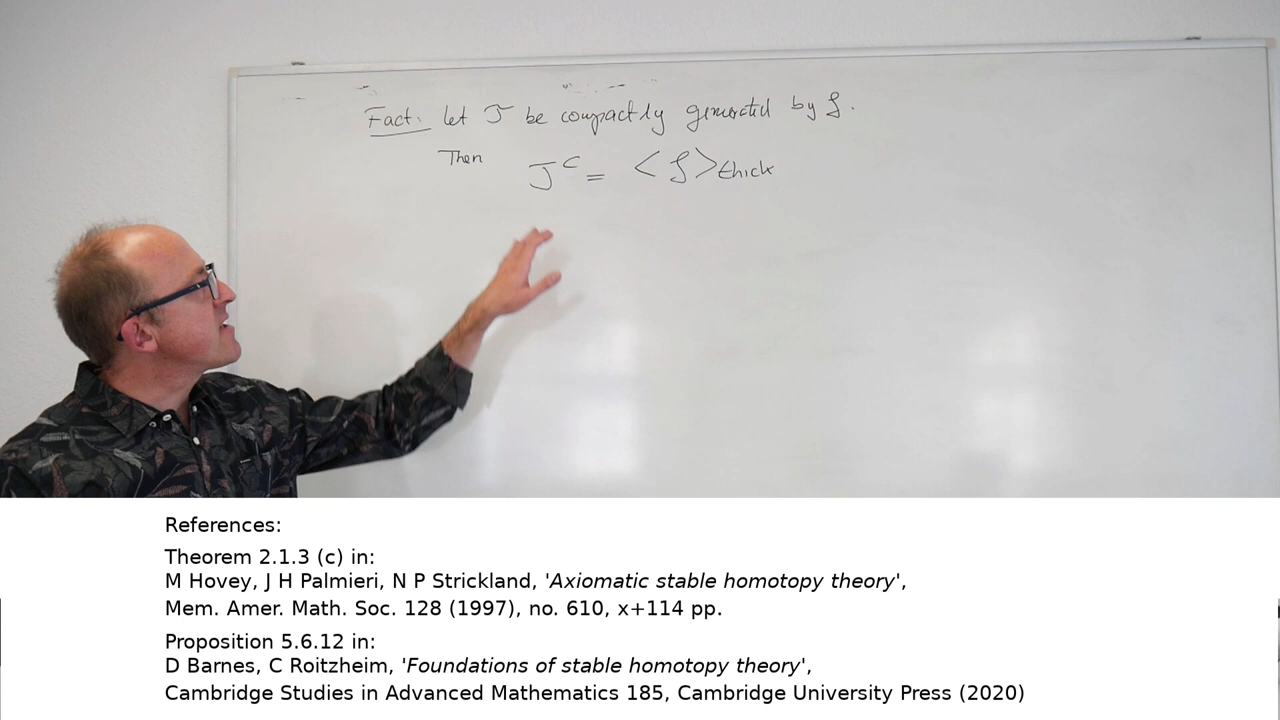 Fact: let T be compactly generated by S.
Then T^c = <S>thick
References:
Theorem 2.1.3 (c) in:
M Hovey, J H Palmieri, N P Strickland, 'Axiomatic stable homotopy theory',
Mem. Amer. Math. Soc. 128 (1997), no. 610, x+114 pp.
Proposition 5.6.12 in:
D Barnes, C Roitzheim, 'Foundations of stable homotopy theory',
Cambridge Studies in Advanced Mathematics 185, Cambridge University Press (2020)